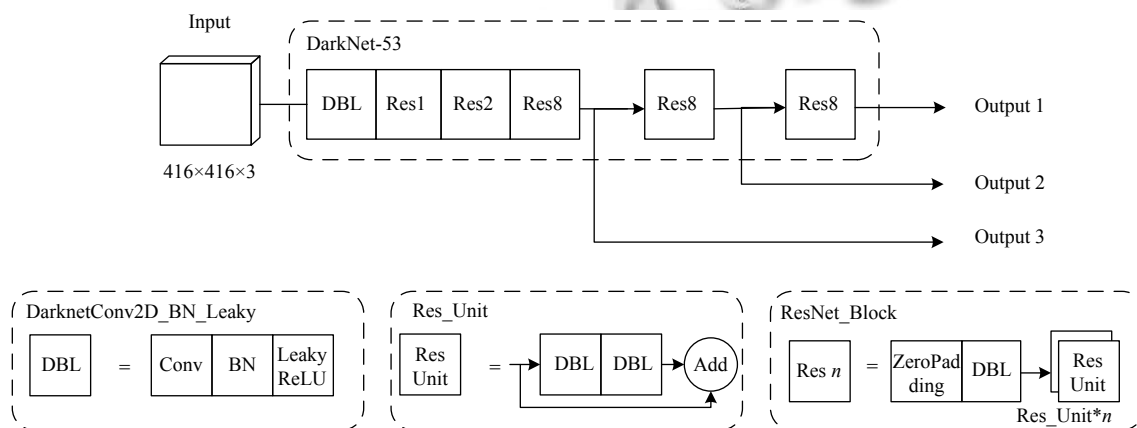 Input
DarkNet-53
DBL
Res1
Res2
Res8
Res8
Res8
Output 1
416×416×3
Output 2
Output 3
DarknetConv2D_BN_Leaky
DBL
=
Conv
BN
Leaky
ReLU
Res_Unit
Res
Unit
=
DBL
DBL
Add
ResNet_Block
Res n
=
ZeroPad
ding
DBL
Res
Unit
Res_Unit*n